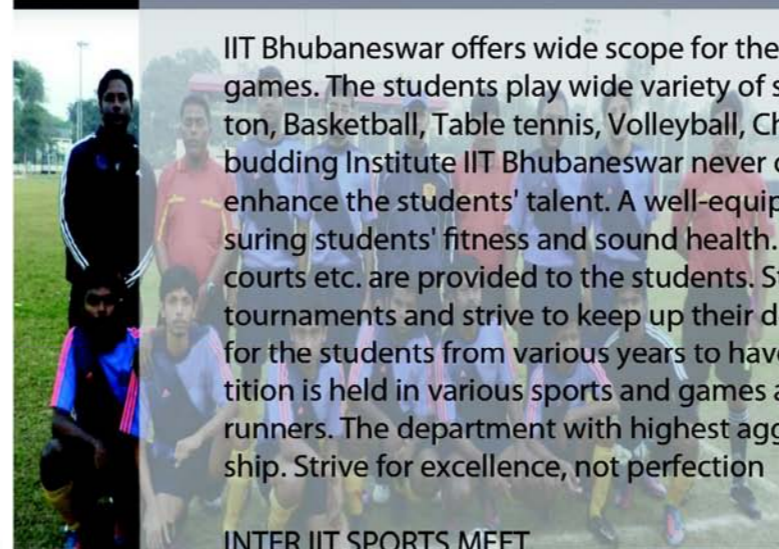 IIT Bhubaneswar offers wide scope for the
games. The students play wide variety of s
ton, Basketball, Table tennis, Volleyball, Ch
budding Institute IIT Bhubaneswar never c
enhance the students' talent. A well-equip
suring students' fitness and sound health.
courts etc. are provided to the students. St
tournaments and strive to keep up their d
for the students from various years to have
tition is held in various sports and games a
runners. The department with highest agg
ship. Strive for excellence, not perfection
INTER IIT SPORTS MEET